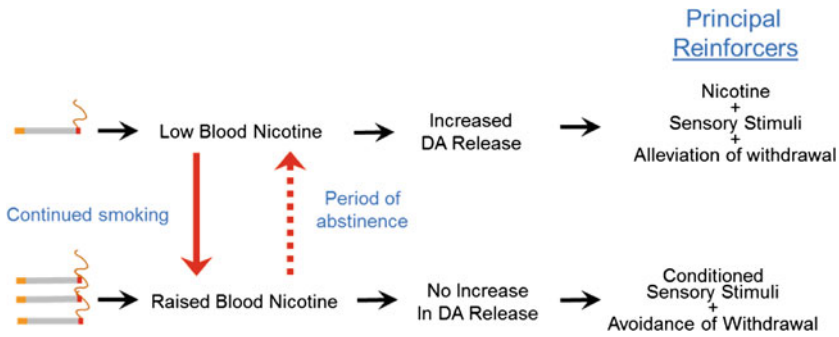 Principal
Reinforcers
Low Blood Nicotine
Increased
DA Release
Nicotine
+
Sensory Stimuli
+
Alleviation of withdrawal
Continued smoking
Period of
abstinence
Raised Blood Nicotine
No Increase
In DA Release
Conditioned
Sensory Stimuli
+
Avoidance of Withdrawal